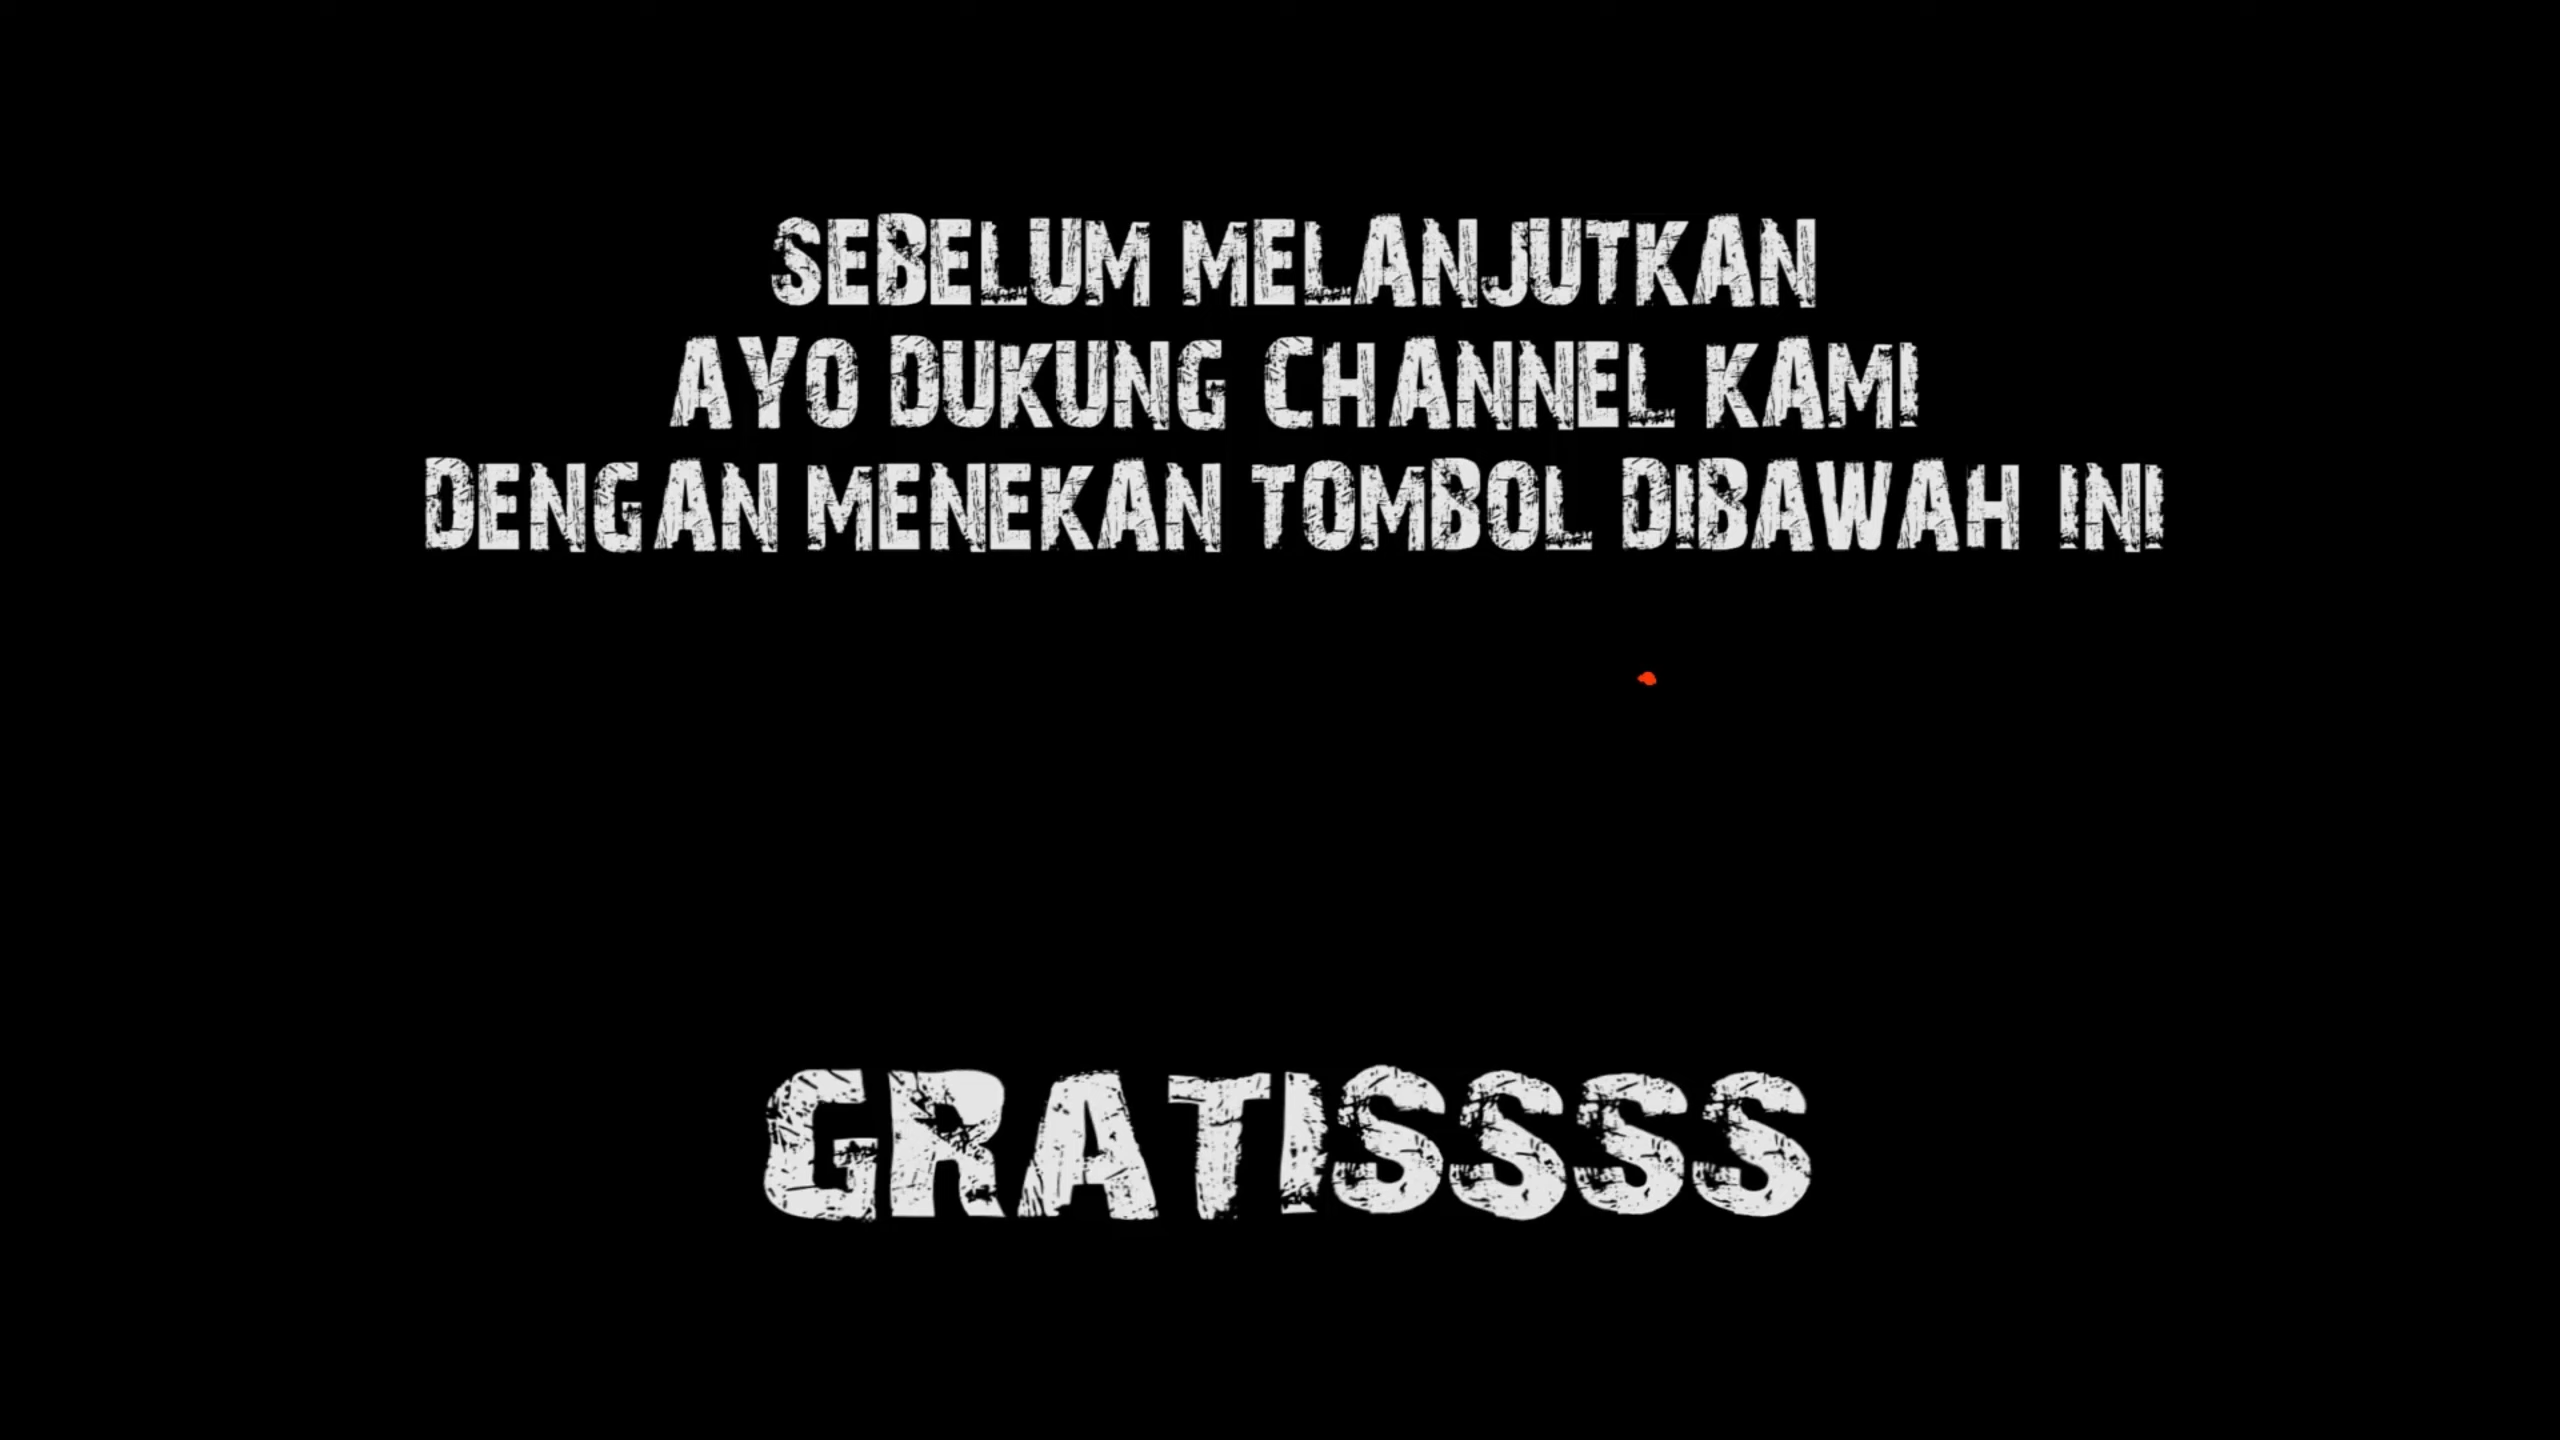 SEBELUM MELANJUTKAN
AYO DUKUNG CHANNEL KAMI
DENGAN MENEKAN TOMBOL DIBAWAH INI
GRATISSSS